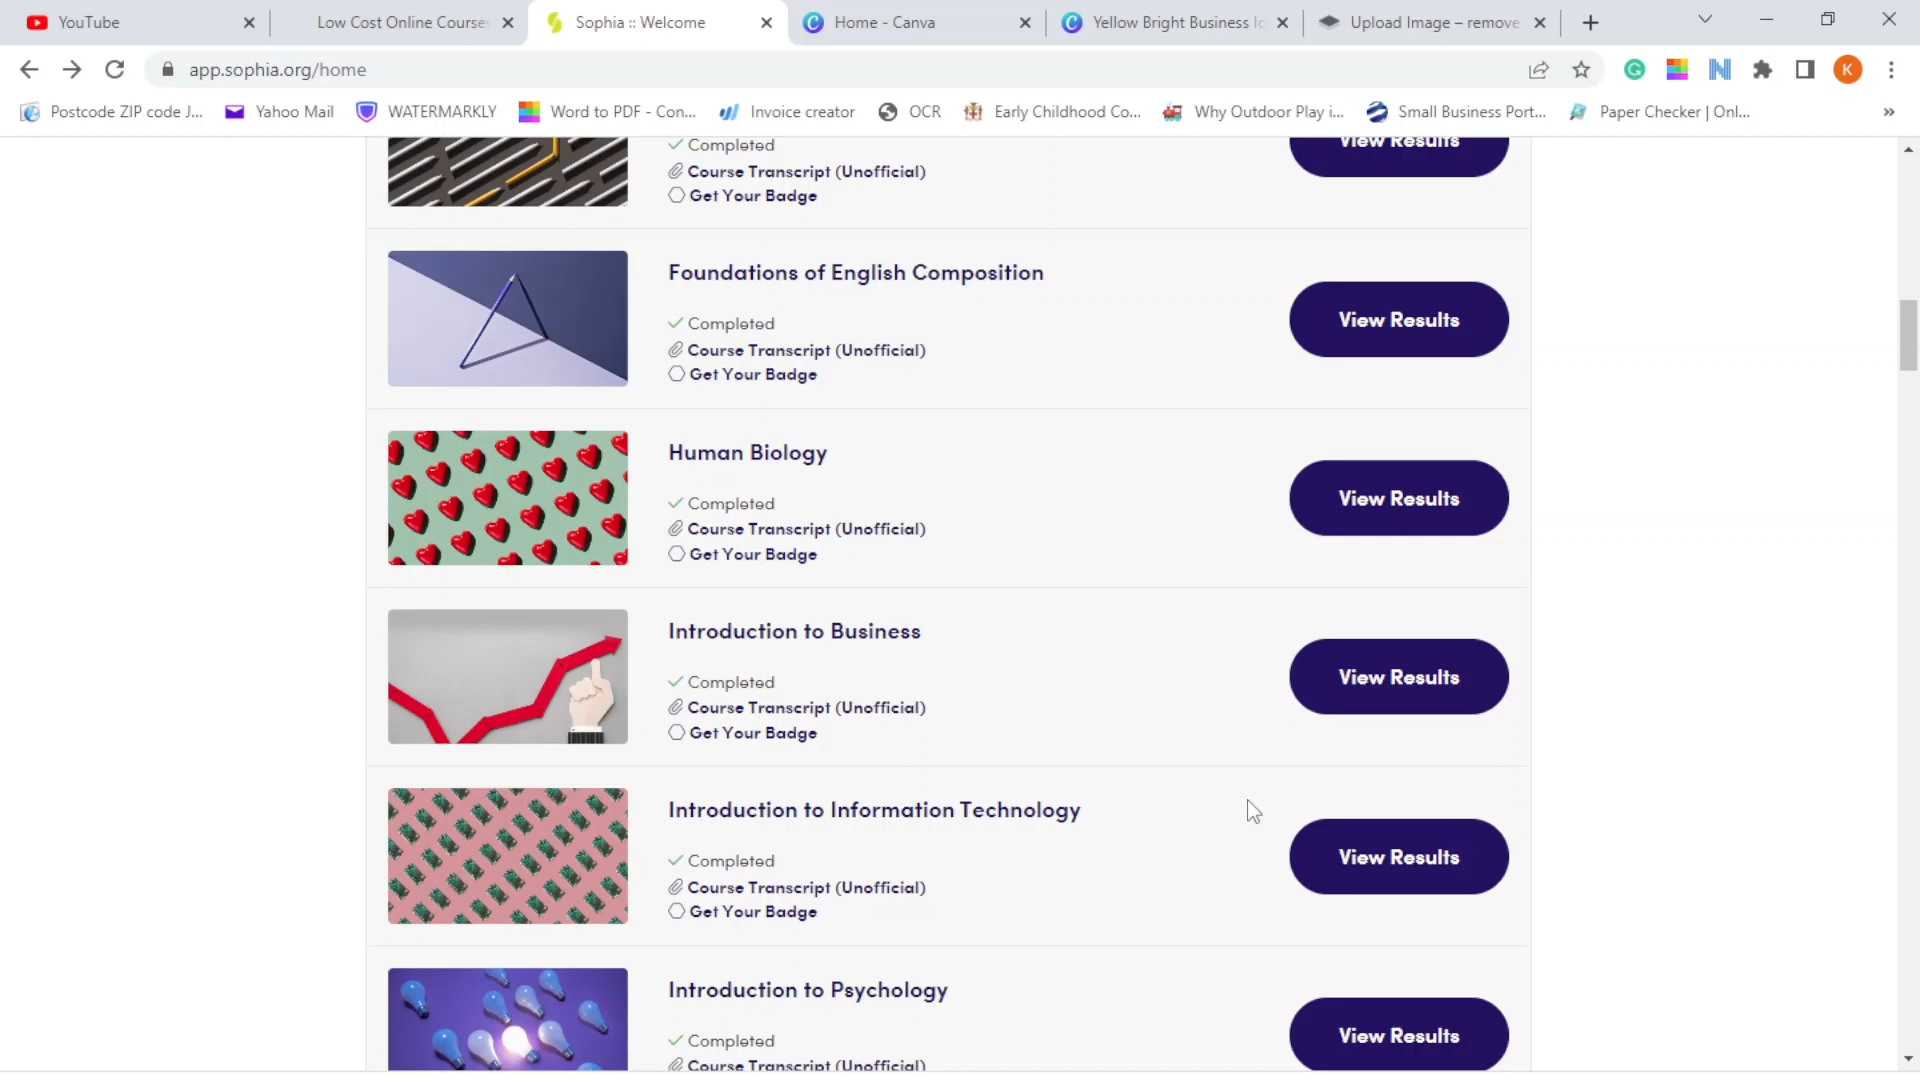 YouTube
Low Cost Online Courses
Sophia :: Welcome
Home - Canva
Yellow Bright Business Ic
Upload Image – remove
app.sophia.org/home
K
Postcode ZIP code J...
Yahoo Mail
WATERMARKLY
Word to PDF - Con...
Invoice creator
OCR
Early Childhood Co...
Why Outdoor Play i...
Small Business Port...
Paper Checker | Onl...
»
Completed
View Results
Course Transcript (Unofficial)
Get Your Badge
Foundations of English Composition
Completed
View Results
Course Transcript (Unofficial)
Get Your Badge
Human Biology
Completed
View Results
Course Transcript (Unofficial)
Get Your Badge
Introduction to Business
Completed
View Results
Course Transcript (Unofficial)
Get Your Badge
Introduction to Information Technology
Completed
View Results
Course Transcript (Unofficial)
Get Your Badge
Introduction to Psychology
Completed
View Results
Course Transcript (Unofficial)